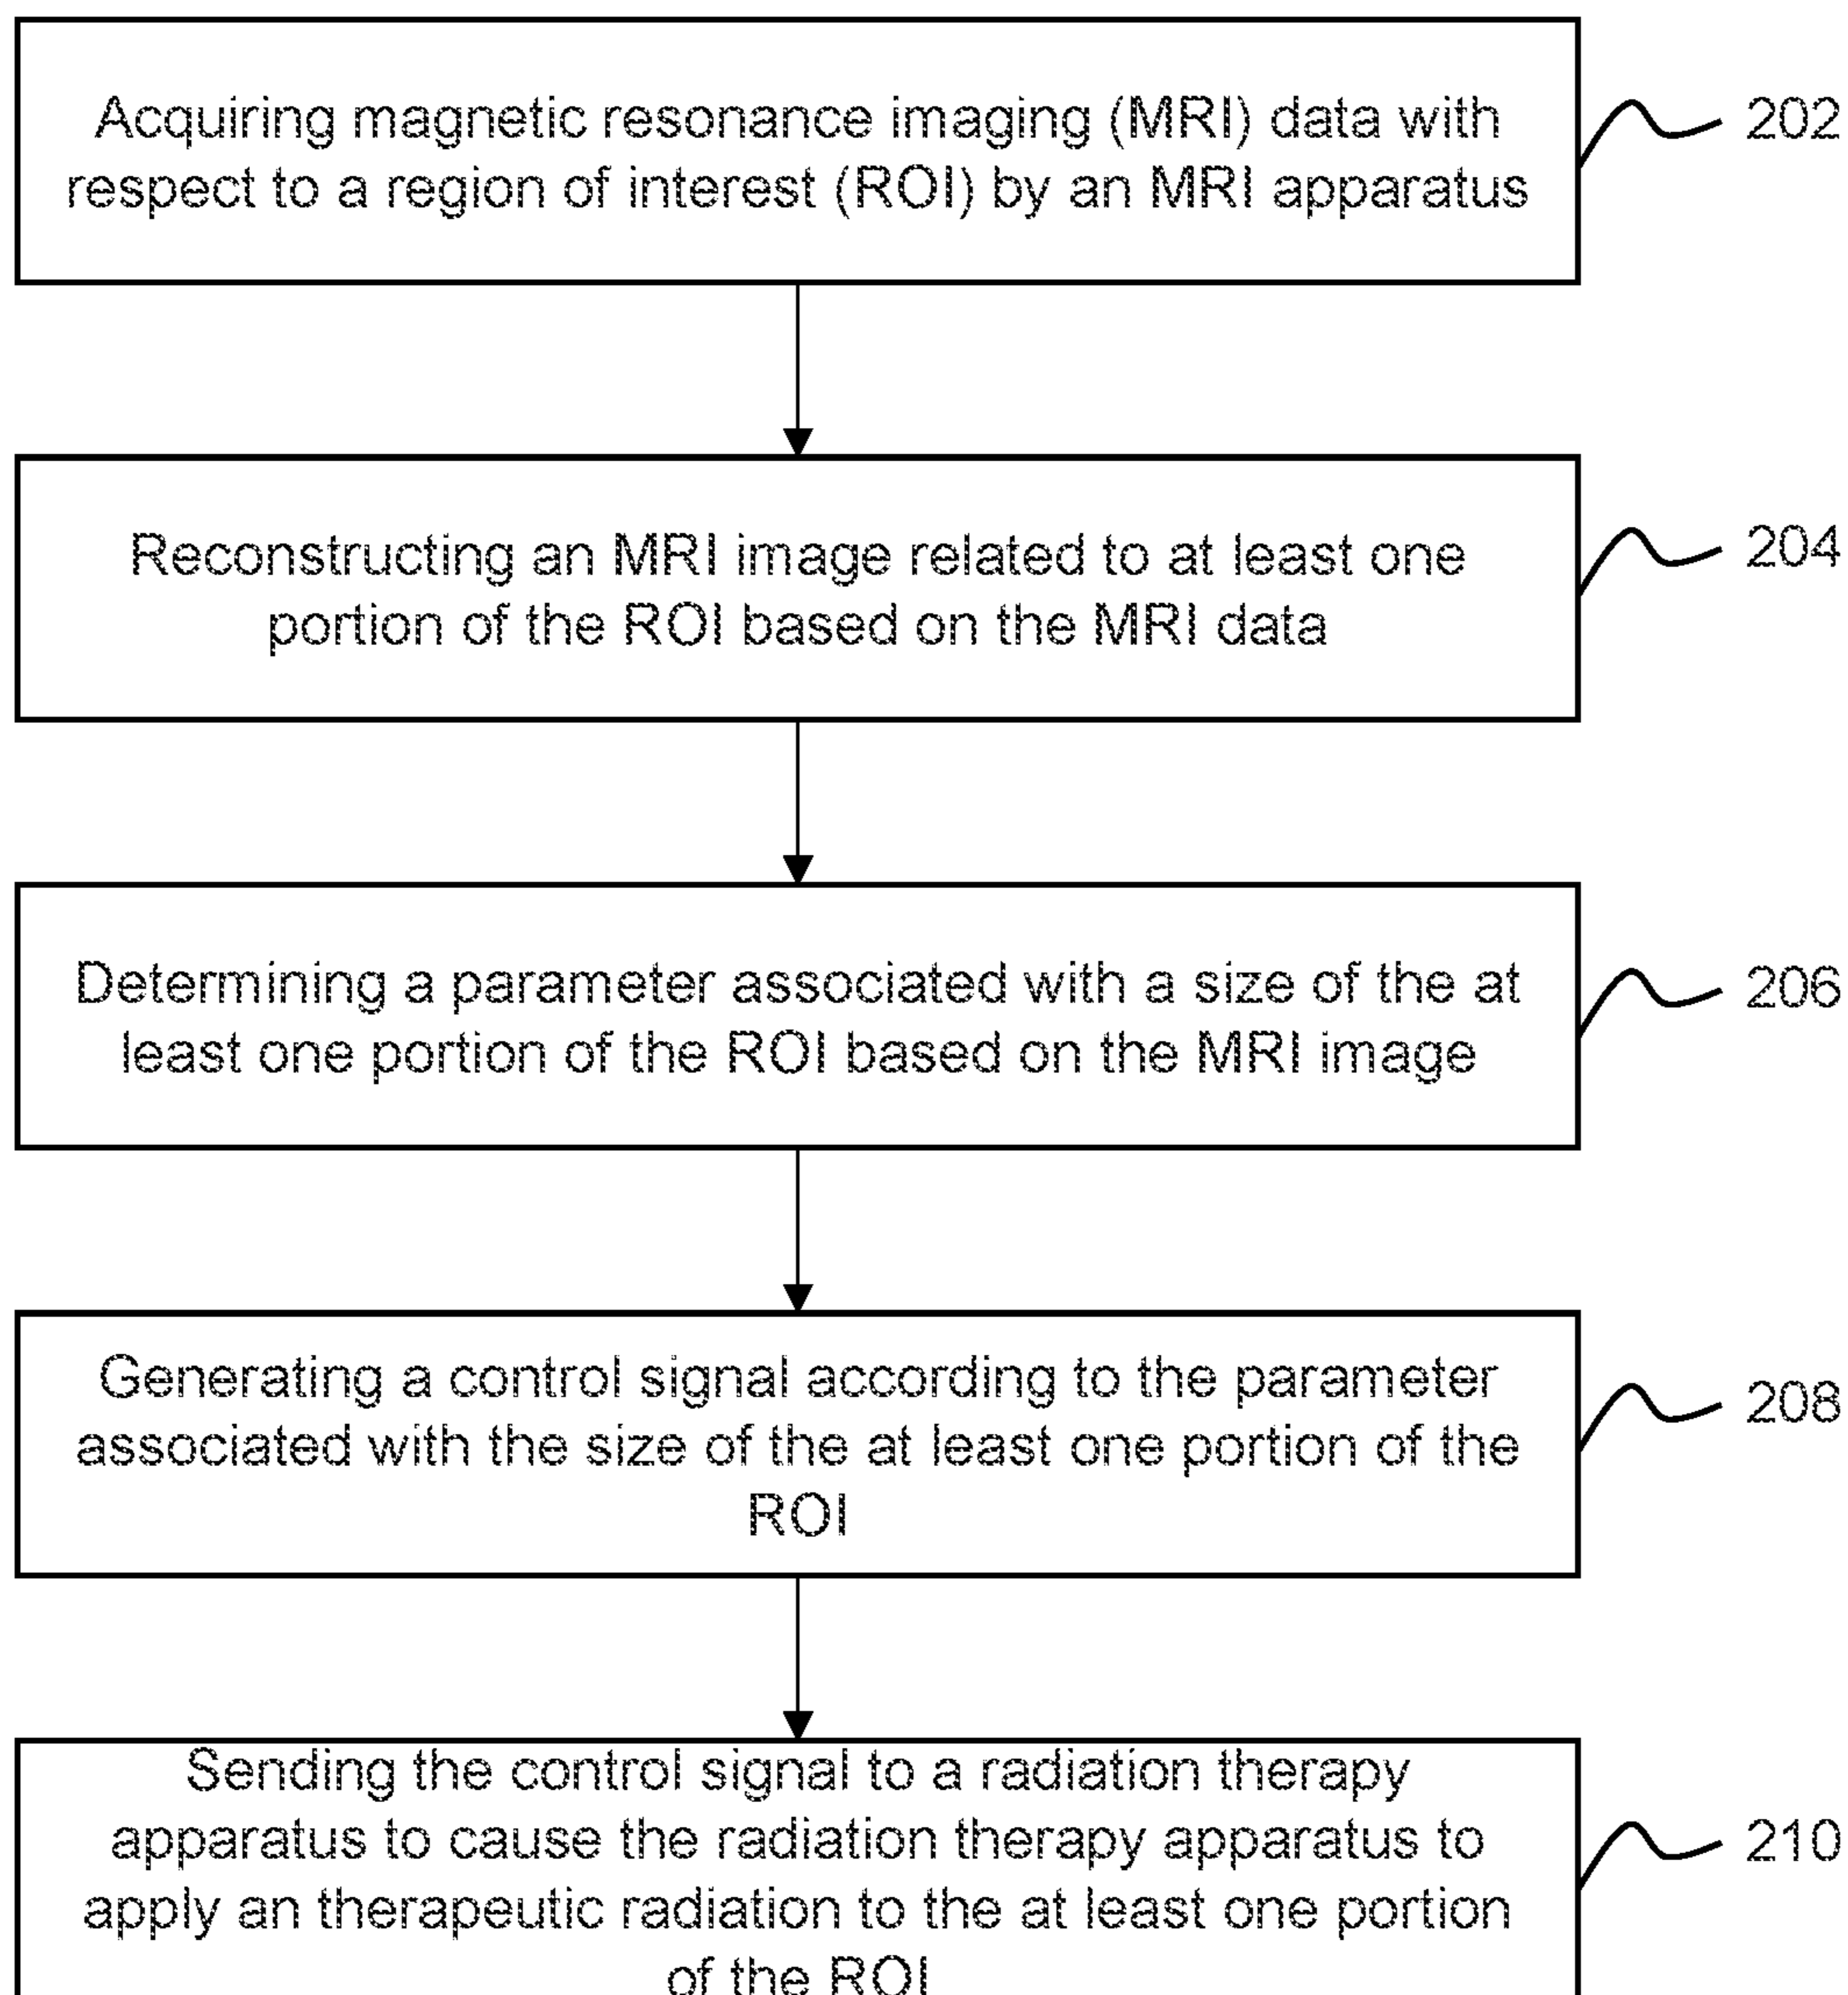 Acquiring magnetic resonance imaging (MRI) data with
respect to a region of interest (ROI) by an MRI apparatus
202
Reconstructing an MRI image related to at least one
portion of the ROI based on the MRI data
204
Determining a parameter associated with a size of the at
least one portion of the ROI based on the MRI image
206
Generating a control signal according to the parameter
associated with the size of the at least one portion of the
ROI
208
Sending the control signal to a radiation therapy
apparatus to cause the radiation therapy apparatus to
apply an therapeutic radiation to the at least one portion
of the ROI
210